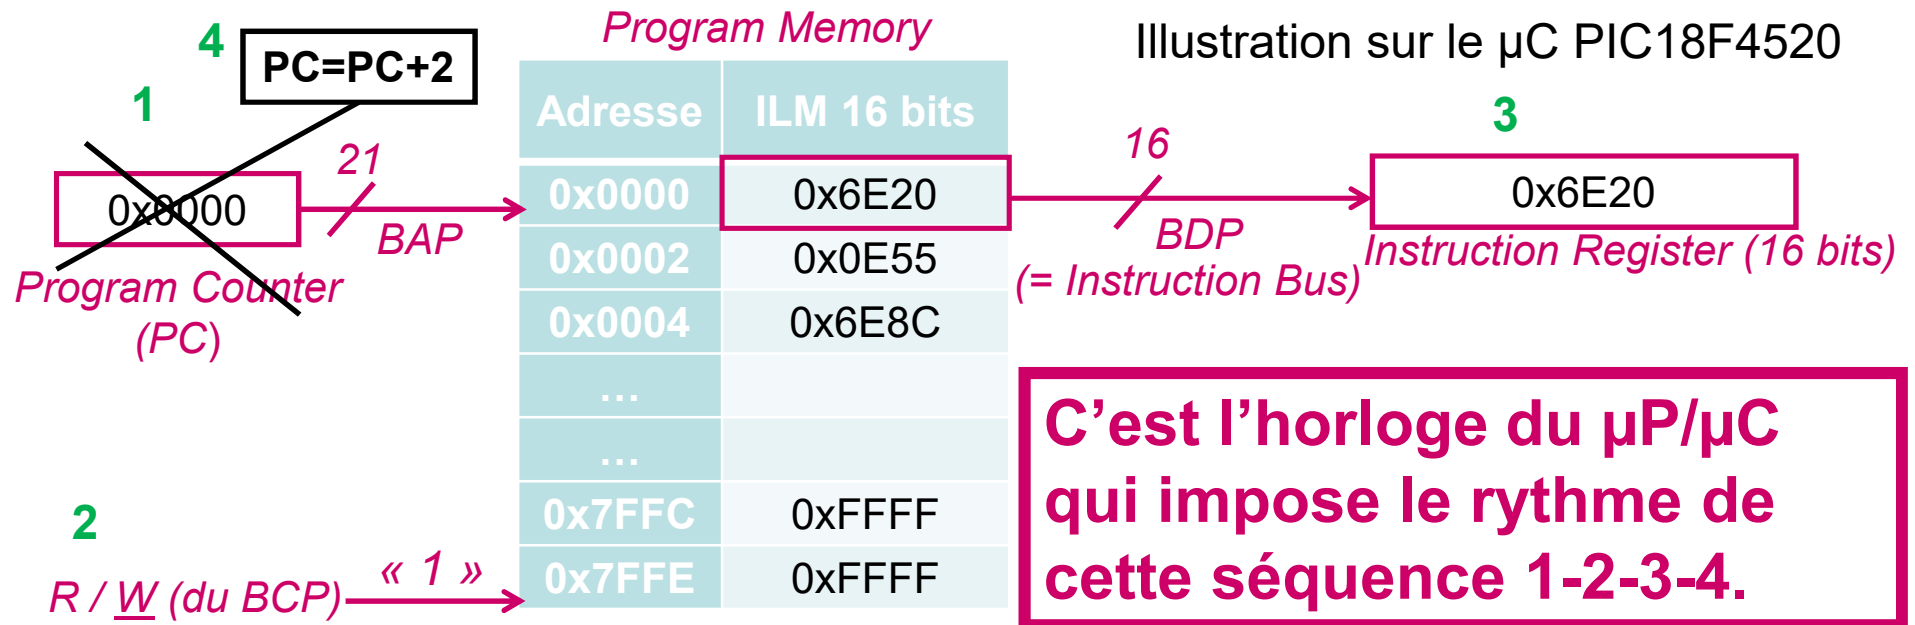 Illustration sur le µC PIC18F4520
4
PC=PC+2
1
0x0000
Program Counter
(PC)
21
BAP
2
R / W (du BCP)
« 1 »
Program Memory
Adresse ILM 16 bits
0x0000 0x6E20
0x0002 0x0E55
0x0004 0x6E8C
...
...
0x7FFC 0xFFFF
0x7FFE 0xFFFF
16
BDP
(= Instruction Bus)
3
0x6E20
Instruction Register (16 bits)
C’est l’horloge du µP/µC
qui impose le rythme de
cette séquence 1-2-3-4.